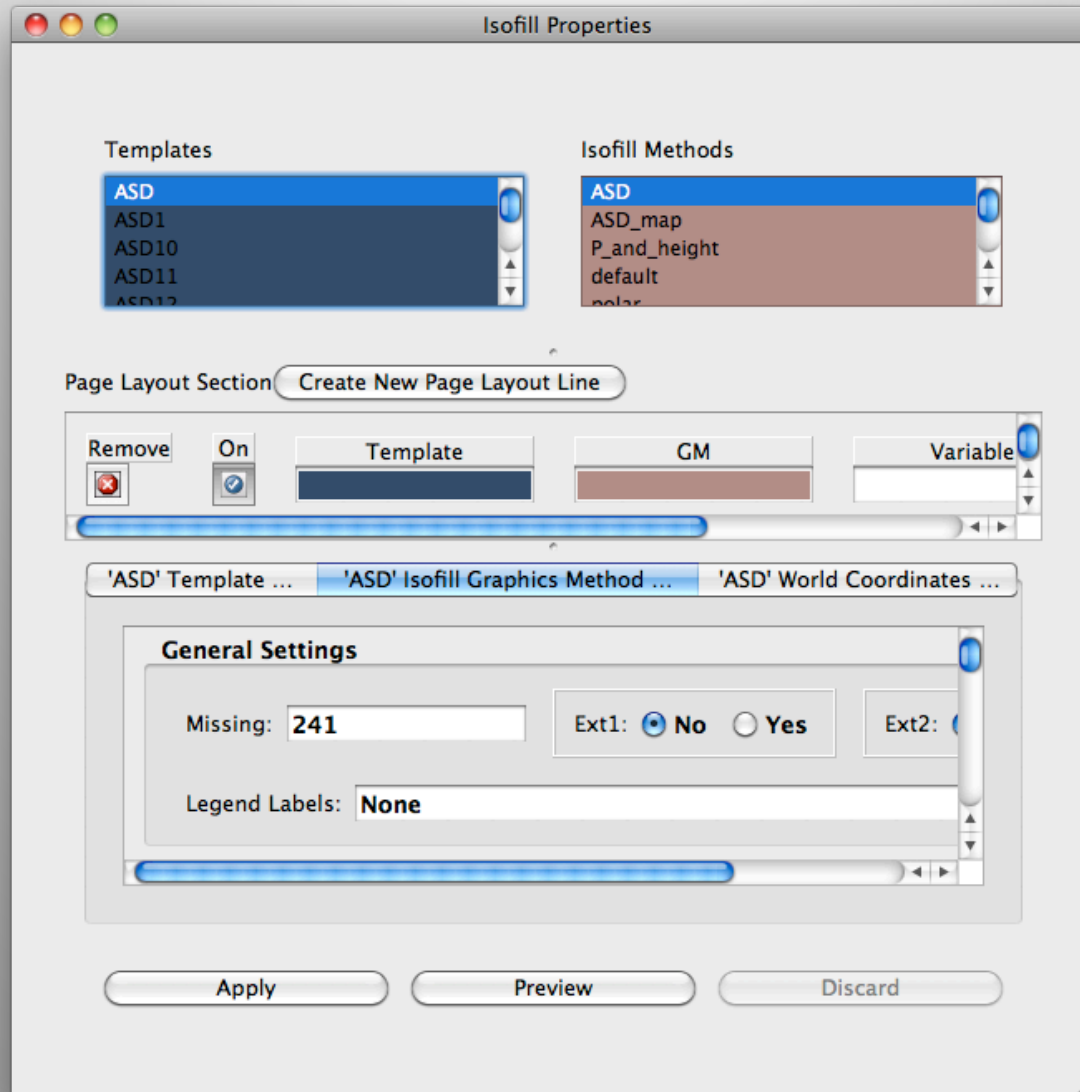 Isofill Properties
Templates
ASD
ASD1
ASD10
ASD11
ASD12
Isofill Methods
ASD
ASD_map
P_and_height
default
polar
Page Layout Section Create New Page Layout Line
Remove On Template GM Variable
'ASD' Template ... 'ASD' Isofill Graphics Method ... 'ASD' World Coordinates ...
General Settings
Missing: 241 Ext1: No Yes Ext2:
Legend Labels: None
Apply Preview Discard